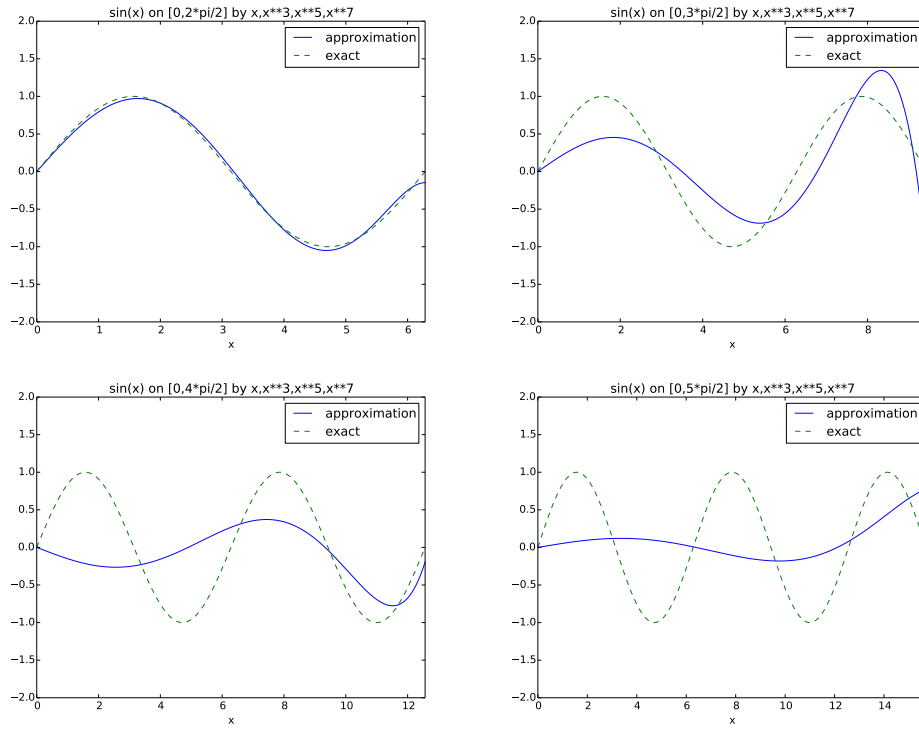 sin(x) on [0,2*pi/2] by x,x**3,x**5,x**7
2.0
1.5
1.0
0.5
0.0
−0.5
−1.0
−1.5
−2.0
0 1 2 3 4 5 6
x
approximation
exact
sin(x) on [0,3*pi/2] by x,x**3,x**5,x**7
2.0
1.5
1.0
0.5
0.0
−0.5
−1.0
−1.5
−2.0
0 2 4 6 8
x
approximation
exact
sin(x) on [0,4*pi/2] by x,x**3,x**5,x**7
2.0
1.5
1.0
0.5
0.0
−0.5
−1.0
−1.5
−2.0
0 2 4 6 8 10 12
x
approximation
exact
sin(x) on [0,5*pi/2] by x,x**3,x**5,x**7
2.0
1.5
1.0
0.5
0.0
−0.5
−1.0
−1.5
−2.0
0 2 4 6 8 10 12 14
x
approximation
exact